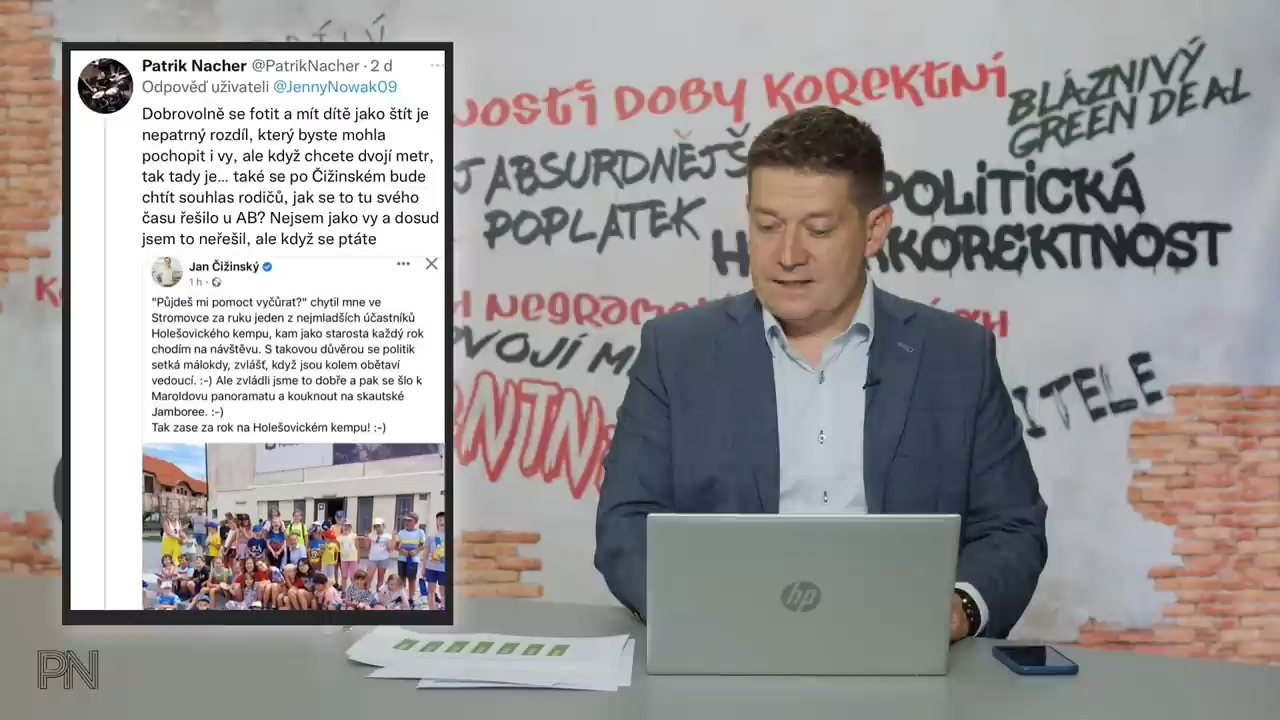 Patrik Nacher @PatrikNacher · 2 d
Odpověď uživateli @JennyNowak09
Dobrovolně se fotit a mít dítě jako štít je
nepatrný rozdíl, který byste mohla
pochopit i vy, ale když chcete dvojí metr,
tak tady je... také se po Čižinském bude
chtít souhlas rodičů, jak se to tu svého
času řešilo u AB? Nejsem jako vy a dosud
jsem to neřešil, ale když se ptáte
Jan Čižinský
1 h ·
"Půjdeš mi pomoct vyčůrat?" chytil mne ve
Stromovce za ruku jeden z nejmladších účastníků
Holešovického kempu, kam jako starosta každý rok
chodím na návštěvu. S takovou důvěrou se politik
setká málokdy, zvlášť, když jsou kolem obětaví
vedoucí. :-) Ale zvládli jsme to dobře a pak se šlo k
Maroldovu panoramatu a kouknout na skautské
Jamboree. :-)
Tak zase za rok na Holešovickém kempu! :-)
DOBY KOREKTNÍ
BLÁZNIVÝ
GREEN DEAL
POPLATEK
POLITICKÁ
KOREKTNOST
hp
PN